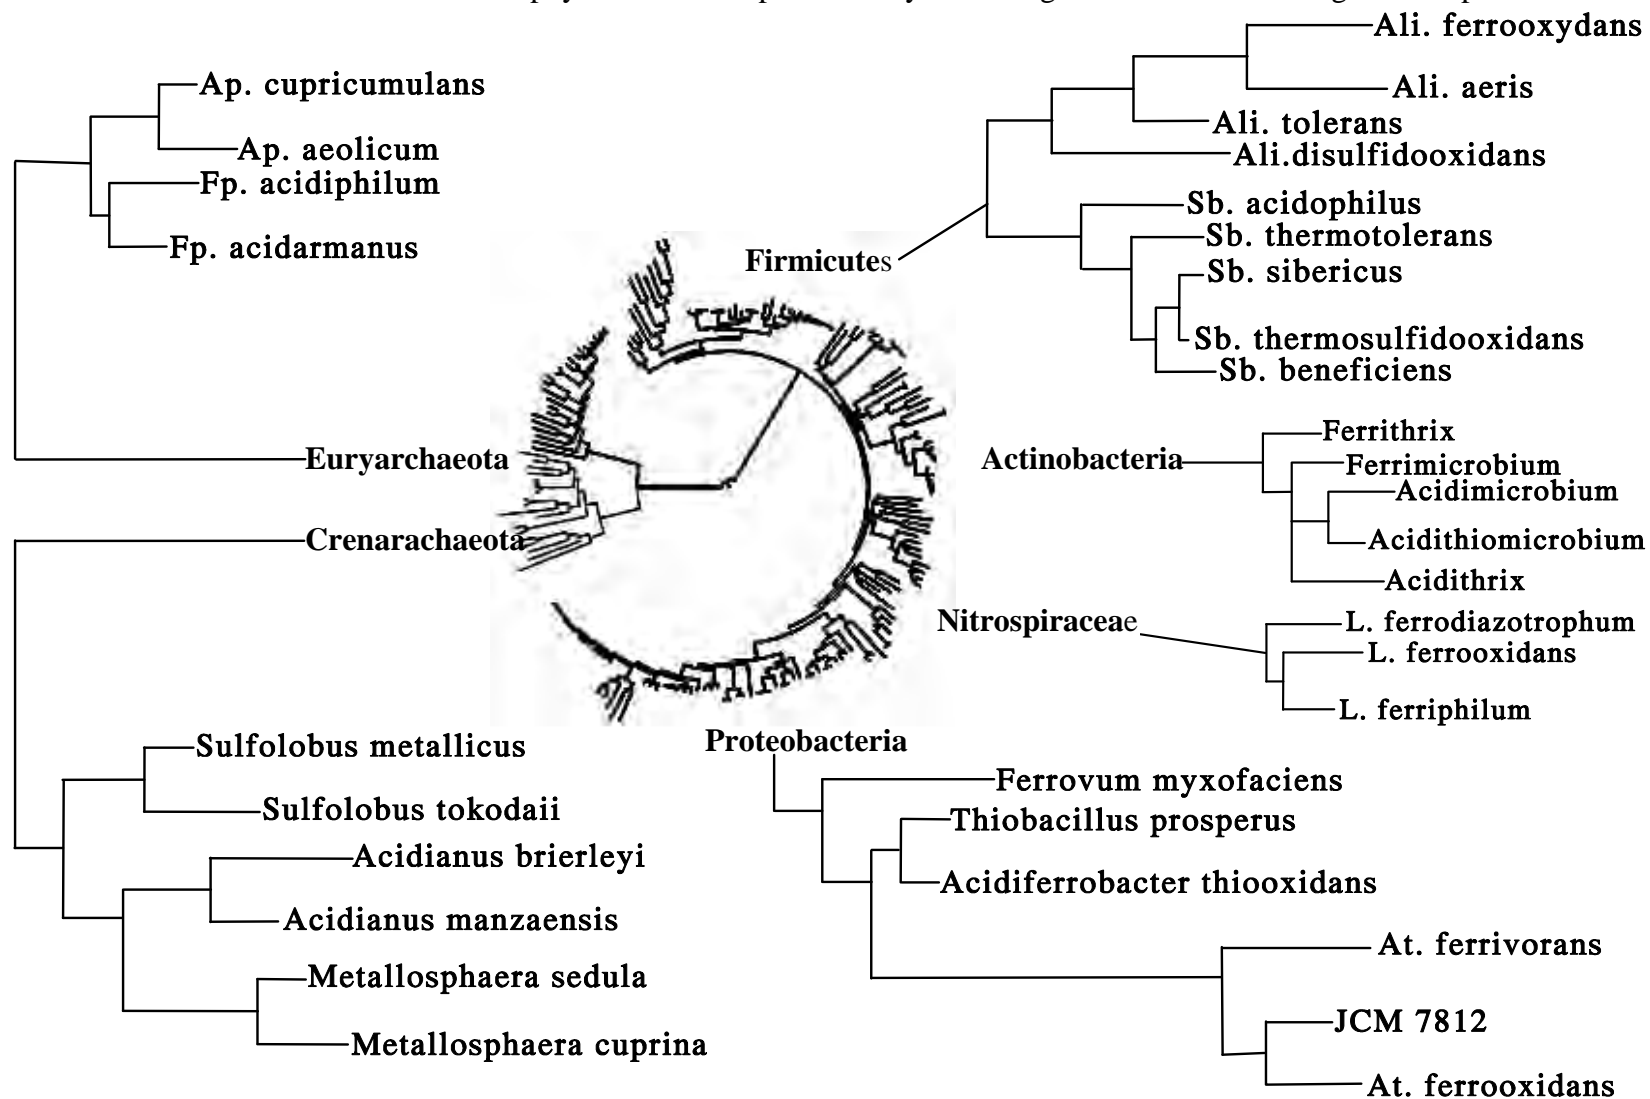 Ali. ferrooxydans
Ap. cupricumulans
Ali. aeris
Ali. tolerans
Ap. aeolicum
Ali.disulfidooxidans
Fp. acidiphilum
Sb. acidophilus
Sb. thermotolerans
Fp. acidarmanus
Firmicutes
Sb. sibericus
Sb. thermosulfidooxidans
Sb. beneficiens
Ferrithrix
Euryarchaeota
Actinobacteria
Ferrimicrobium
Acidimicrobium
Crenarachaeota
Acidithiomicrobium
Acidithrix
Nitrospiraceae
L. ferrodiazotrophum
L. ferrooxidans
L. ferriphilum
Proteobacteria
Sulfolobus metallicus
Ferrovum myxofaciens
Sulfolobus tokodaii
Thiobacillus prosperus
Acidianus brierleyi
Acidiferrobacter thiooxidans
Acidianus manzaensis
At. ferrivorans
Metallosphaera sedula
JCM 7812
Metallosphaera cuprina
At. ferrooxidans